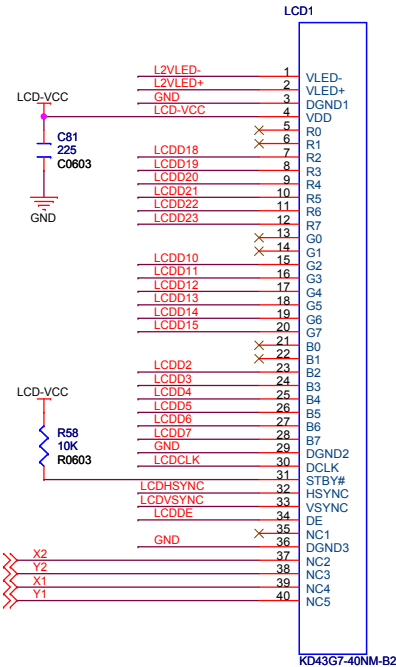 LCD1
L2VLED- 1 VLED-
L2VLED+ 2 VLED+
GND 3 DGND1
LCD-VCC LCD-VCC 4 VDD
5 R0
6 R1
C81
225
C0603
LCDD18 7 R2
LCDD19 8 R3
LCDD20 9 R4
LCDD21 10 R5
LCDD22 11 R6
LCDD23 12 R7
GND
13 G0
14 G1
LCDD10 15 G2
LCDD11 16 G3
LCDD12 17 G4
LCDD13 18 G5
LCDD14 19 G6
LCDD15 20 G7
21 B0
22 B1
LCDD2 23 B2
LCDD3 24 B3
LCD-VCC
LCDD4 25 B4
LCDD5 26 B5
LCDD6 27 B6
LCDD7 28 B7
R58
10K
R0603
GND 29 DGND2
LCDCLK 30 DCLK
31 STBY#
LCDHSYNC 32 HSYNC
LCDVSYNC 33 VSYNC
LCDDE 34 DE
35 NC1
GND 36 DGND3
X2 37 NC2
Y2 38 NC3
X1 39 NC4
Y1 40 NC5
KD43G7-40NM-B2